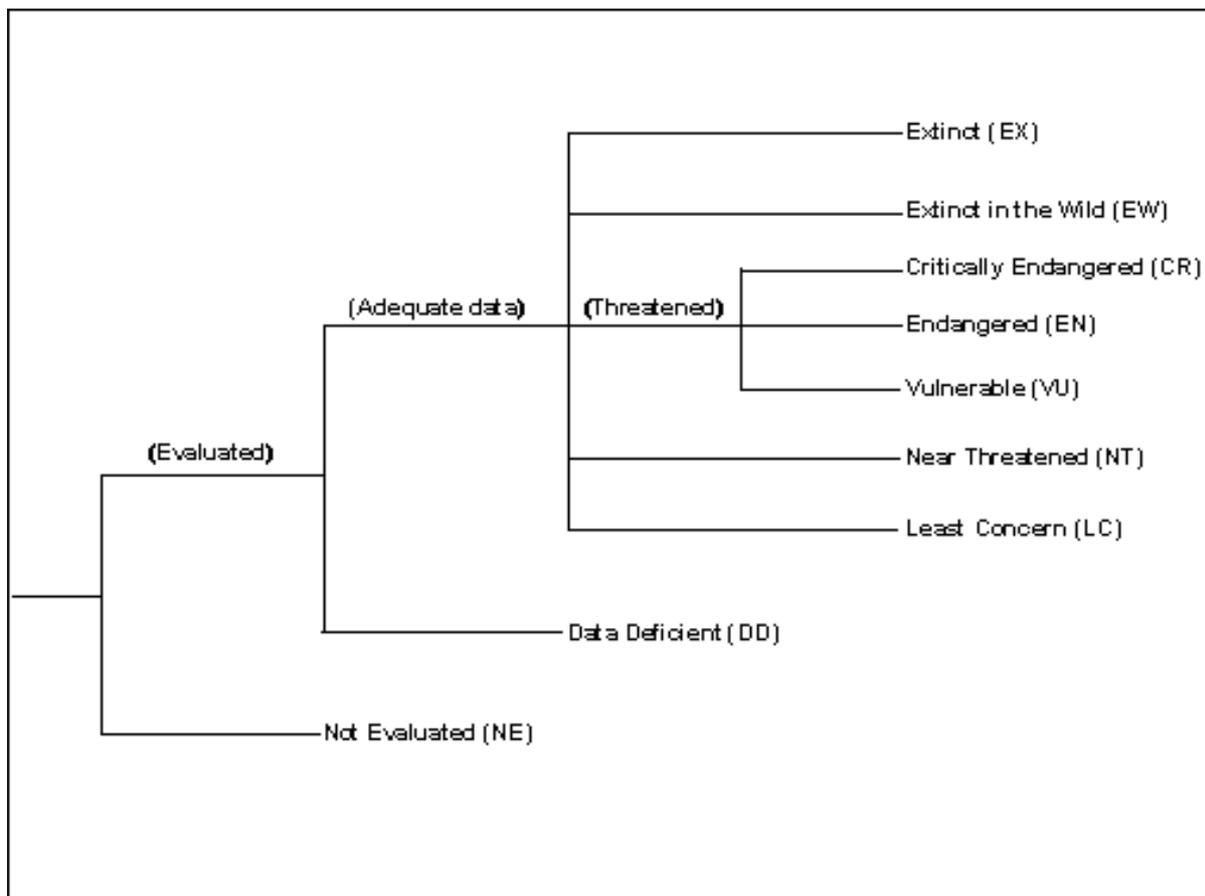 Extinct (EX)
Extinct in the Wild (EW)
Critically Endangered (CR)
(Adequate data)
(Threatened)
Endangered (EN)
Vulnerable (VU)
(Evaluated)
Near Threatened (NT)
Least Concern (LC)
Data Deficient (DD)
Not Evaluated (NE)